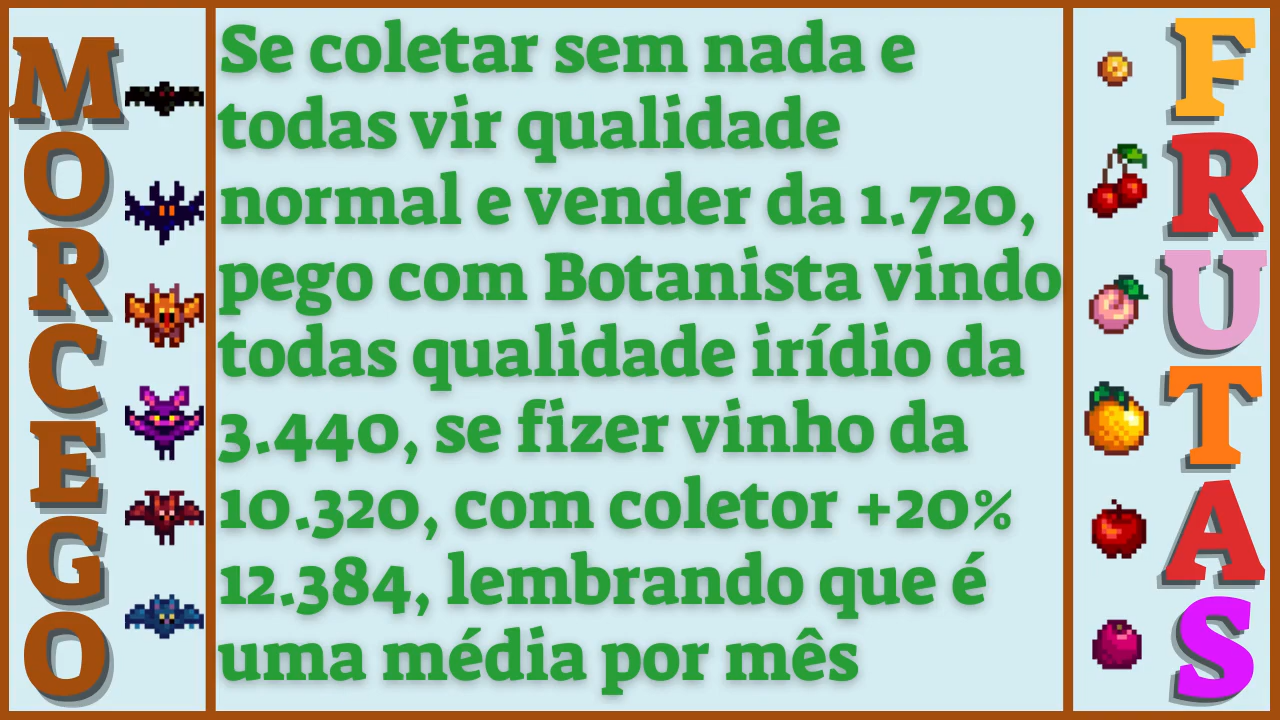 MORCEGO
Se coletar sem nada e
todas vir qualidade
normal e vender da 1.720,
pego com Botanista vindo
todas qualidade irídio da
3.440, se fizer vinho da
10.320, com coletor +20%
12.384, lembrando que é
uma média por mês
FRUTAS